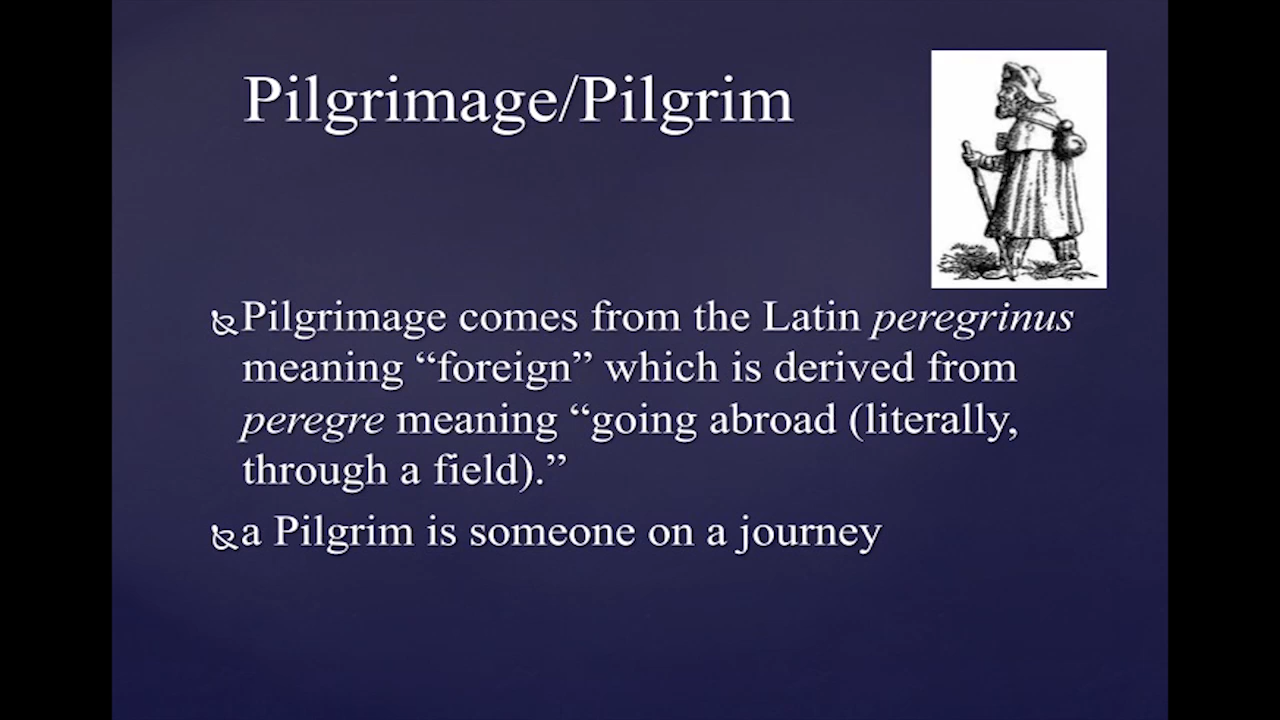 Pilgrimage/Pilgrim
Pilgrimage comes from the Latin peregrinus
meaning “foreign” which is derived from
peregre meaning “going abroad (literally,
through a field).”
a Pilgrim is someone on a journey